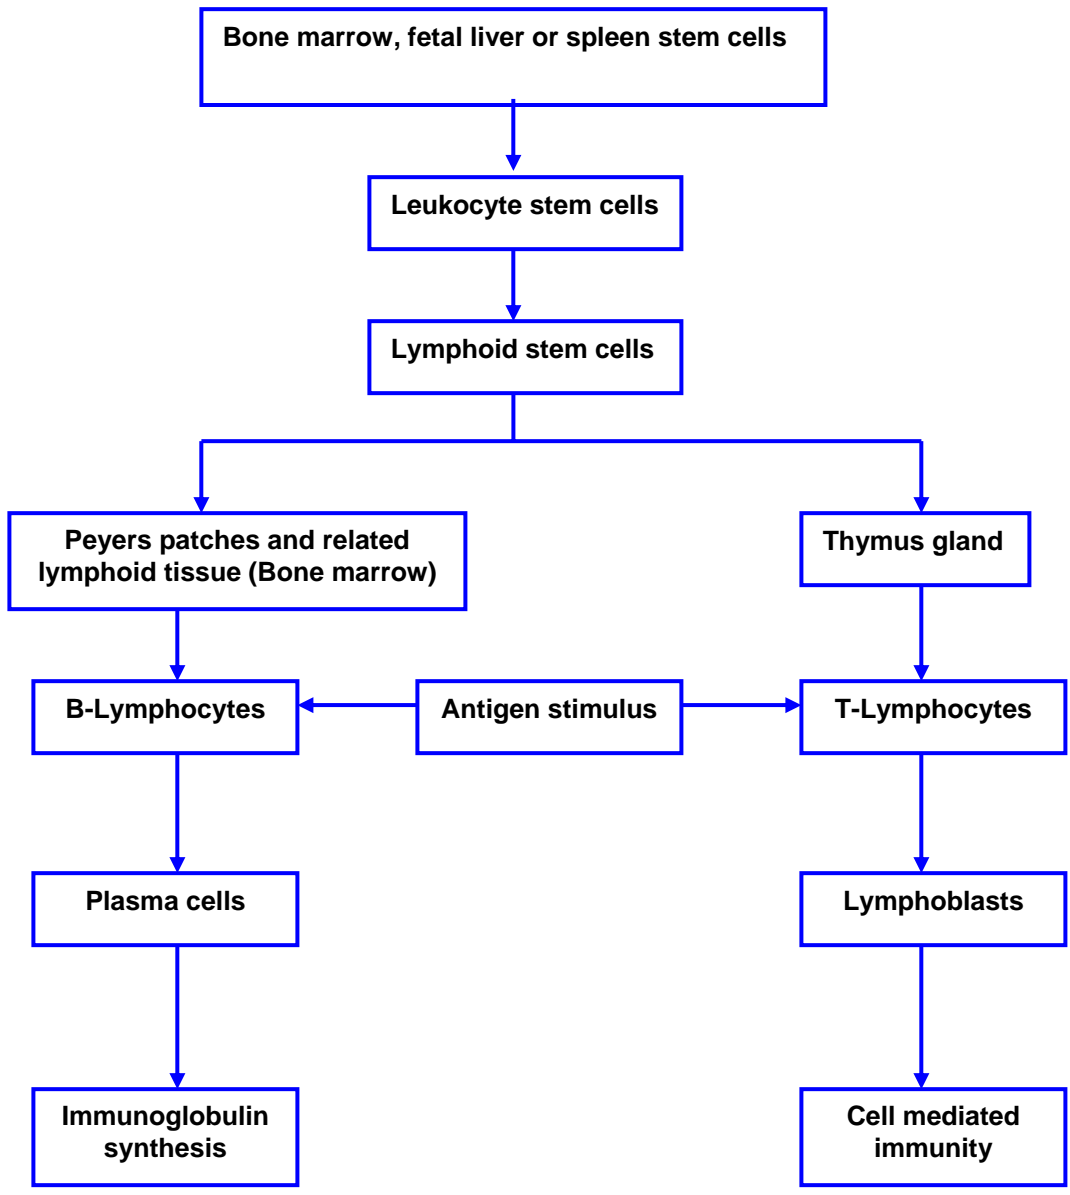 Bone marrow, fetal liver or spleen stem cells
Leukocyte stem cells
Lymphoid stem cells
Peyers patches and related
lymphoid tissue (Bone marrow)
Thymus gland
B-Lymphocytes
Antigen stimulus
T-Lymphocytes
Plasma cells
Lymphoblasts
Immunoglobulin
synthesis
Cell mediated
immunity